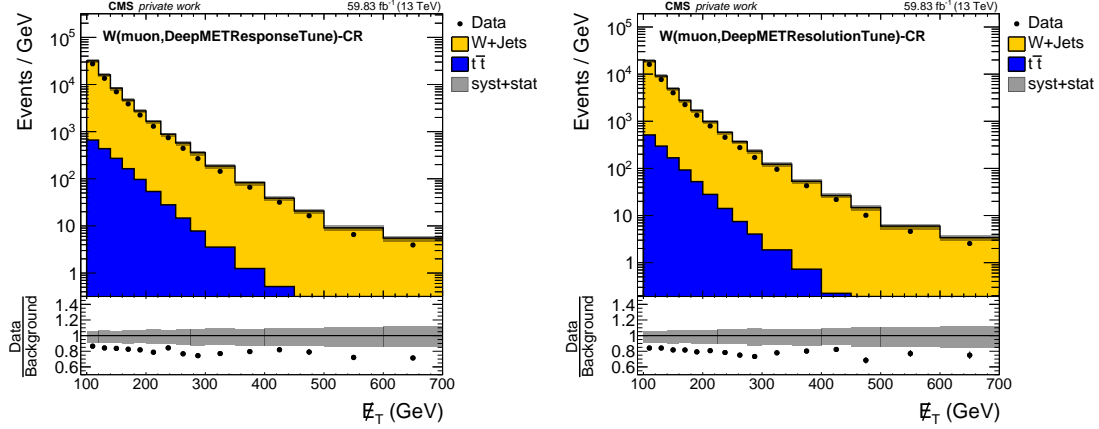 CMS private work 59.83 fb⁻¹ (13 TeV)
W(muon,DeepMETResponseTune)-CR
Data
W+Jets
tt̅
syst+stat
Events / GeV
10⁵
10⁴
10³
10²
10
1
Data
Background
1.4
1.2
1
0.8
0.6
100 200 300 400 500 600 700
E̸_T (GeV)
CMS private work 59.83 fb⁻¹ (13 TeV)
W(muon,DeepMETResolutionTune)-CR
Data
W+Jets
tt̅
syst+stat
Events / GeV
10⁵
10⁴
10³
10²
10
1
Data
Background
1.4
1.2
1
0.8
0.6
100 200 300 400 500 600 700
E̸_T (GeV)